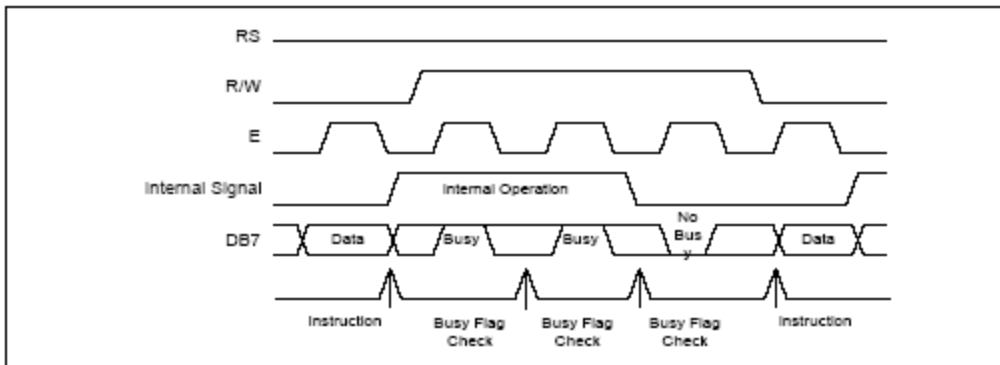 RS
R/W
E
Internal Signal
Internal Operation
DB7
Data
Busy
Busy
No
Bus
y
Data
Instruction
Busy Flag
Check
Busy Flag
Check
Busy Flag
Check
Instruction